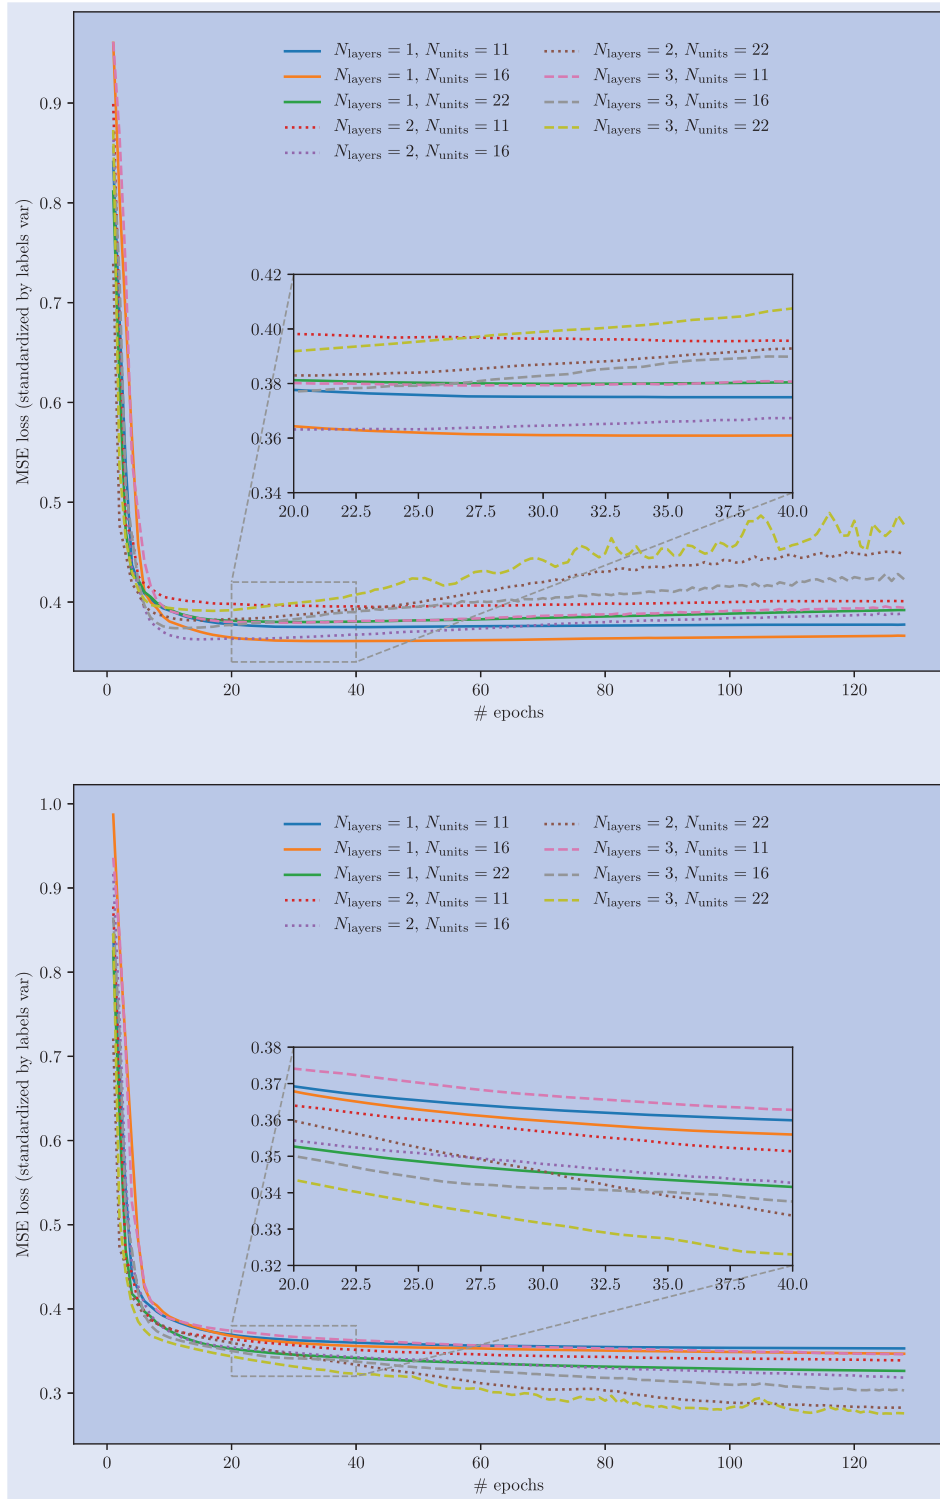 MSE loss (standardized by labels var)
N_layers = 1, N_units = 11
N_layers = 1, N_units = 16
N_layers = 1, N_units = 22
N_layers = 2, N_units = 11
N_layers = 2, N_units = 16
N_layers = 2, N_units = 22
N_layers = 3, N_units = 11
N_layers = 3, N_units = 16
N_layers = 3, N_units = 22
0.9
0.8
0.7
0.6
0.5
0.4
0.42
0.40
0.38
0.36
0.34
20.0 22.5 25.0 27.5 30.0 32.5 35.0 37.5 40.0
0 20 40 60 80 100 120
# epochs
MSE loss (standardized by labels var)
N_layers = 1, N_units = 11
N_layers = 1, N_units = 16
N_layers = 1, N_units = 22
N_layers = 2, N_units = 11
N_layers = 2, N_units = 16
N_layers = 2, N_units = 22
N_layers = 3, N_units = 11
N_layers = 3, N_units = 16
N_layers = 3, N_units = 22
1.0
0.9
0.8
0.7
0.6
0.5
0.4
0.3
0.38
0.37
0.36
0.35
0.34
0.33
0.32
20.0 22.5 25.0 27.5 30.0 32.5 35.0 37.5 40.0
0 20 40 60 80 100 120
# epochs